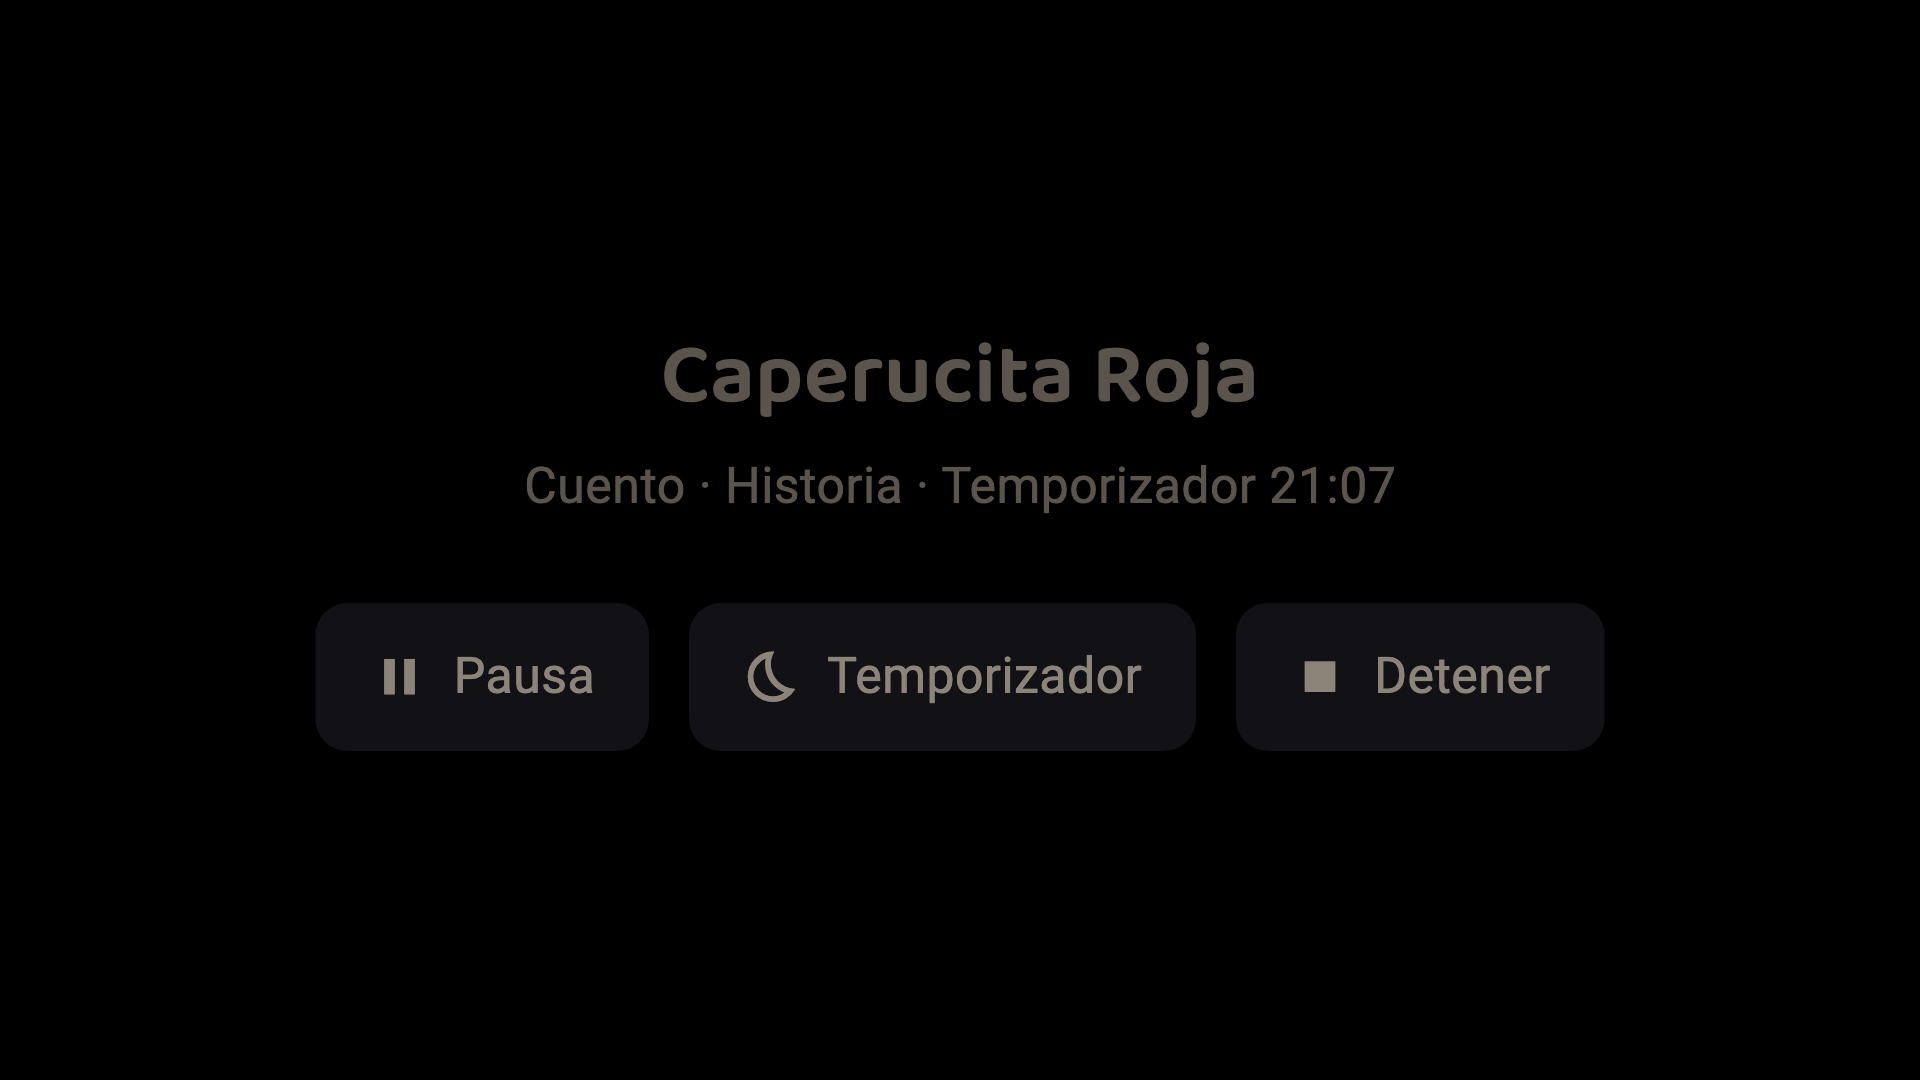 Caperucita Roja
Cuento · Historia · Temporizador 21:07
Pausa
Temporizador
Detener